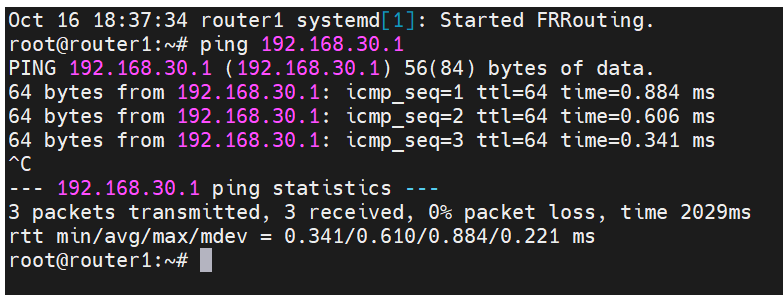 Oct 16 18:37:34 router1 systemd[1]: Started FRRouting.
root@router1:~# ping 192.168.30.1
PING 192.168.30.1 (192.168.30.1) 56(84) bytes of data.
64 bytes from 192.168.30.1: icmp_seq=1 ttl=64 time=0.884 ms
64 bytes from 192.168.30.1: icmp_seq=2 ttl=64 time=0.606 ms
64 bytes from 192.168.30.1: icmp_seq=3 ttl=64 time=0.341 ms
^C
--- 192.168.30.1 ping statistics ---
3 packets transmitted, 3 received, 0% packet loss, time 2029ms
rtt min/avg/max/mdev = 0.341/0.610/0.884/0.221 ms
root@router1:~#